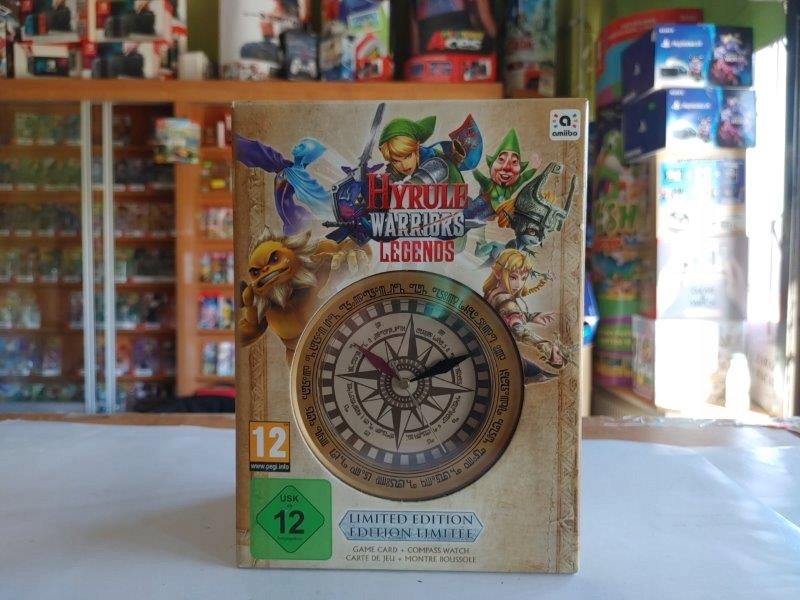 a
amiibo
HYRULE
WARRIORS
LEGENDS
12
www.pegi.info
USK
ab
12
LIMITED EDITION
ÉDITION LIMITÉE
GAME CARD + COMPASS WATCH
CARTE DE JEU + MONTRE BOUSSOLE